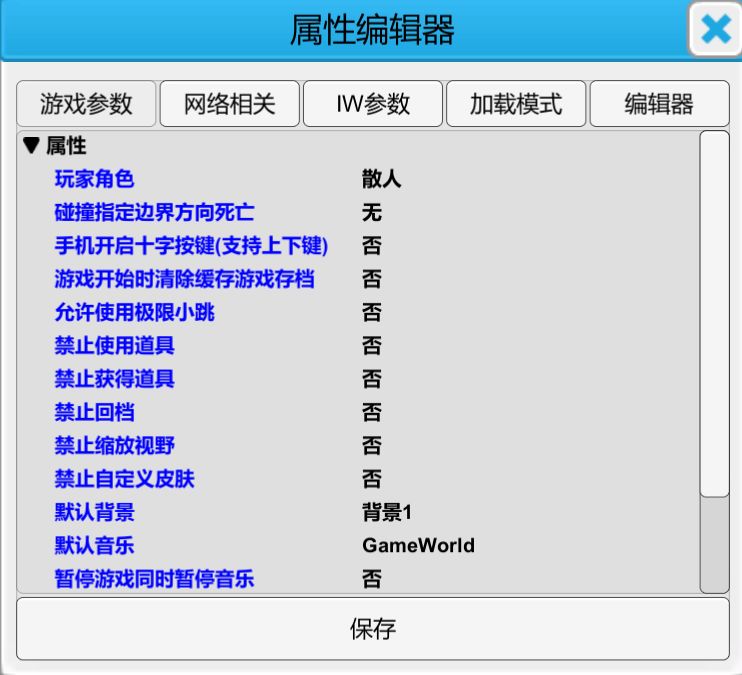 属性编辑器
游戏参数 网络相关 IW参数 加载模式 编辑器
▼ 属性
玩家角色 散人
碰撞指定边界方向死亡 无
手机开启十字按键(支持上下键) 否
游戏开始时清除缓存游戏存档 否
允许使用极限小跳 否
禁止使用道具 否
禁止获得道具 否
禁止回档 否
禁止缩放视野 否
禁止自定义皮肤 否
默认背景 背景1
默认音乐 GameWorld
暂停游戏同时暂停音乐 否
保存